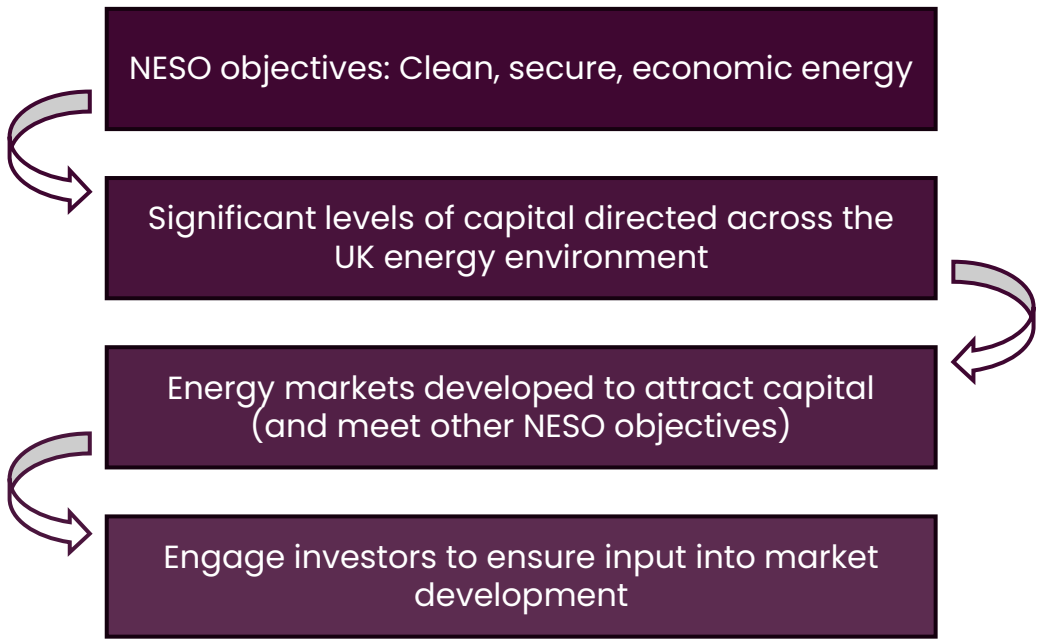 NESO objectives: Clean, secure, economic energy
Significant levels of capital directed across the
UK energy environment
Energy markets developed to attract capital
(and meet other NESO objectives)
Engage investors to ensure input into market
development